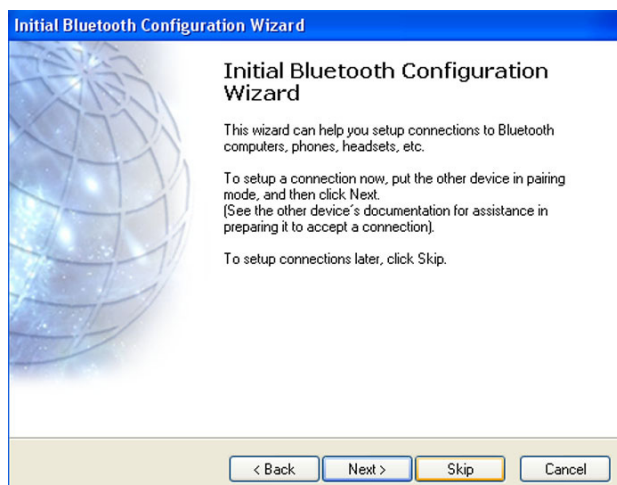 Initial Bluetooth Configuration Wizard
Initial Bluetooth Configuration
Wizard
This wizard can help you setup connections to Bluetooth
computers, phones, headsets, etc.
To setup a connection now, put the other device in pairing
mode, and then click Next.
(See the other device´s documentation for assistance in
preparing it to accept a connection).
To setup connections later, click Skip.
< Back Next > Skip Cancel